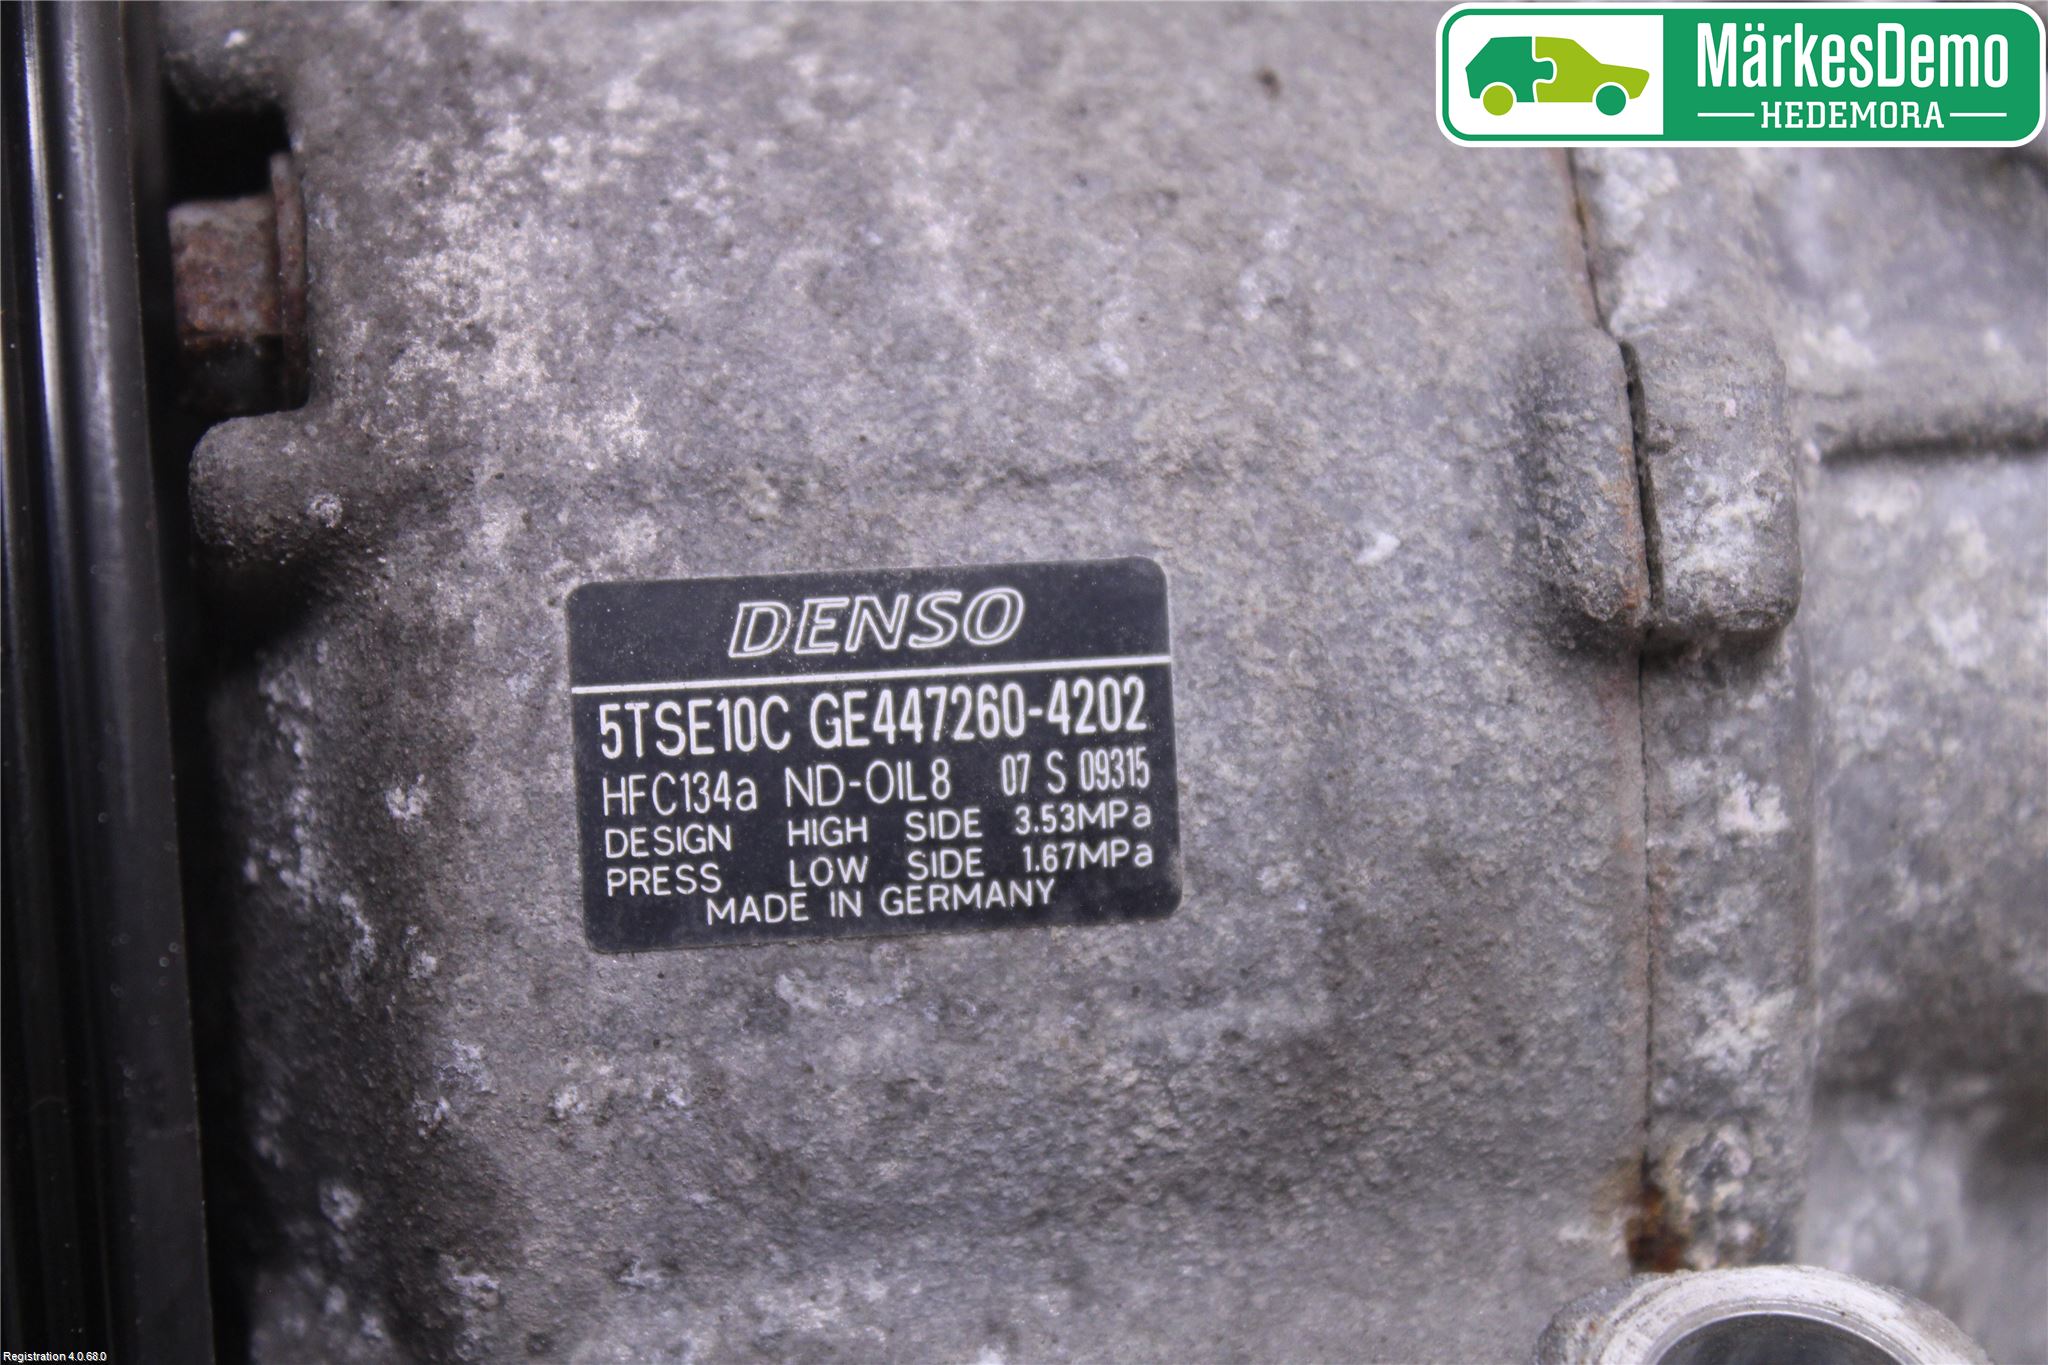 MärkesDemo
HEDEMORA
DENSO
5TSE10C GE447260-4202
HFC134a ND-OIL8 07 S 09315
DESIGN HIGH SIDE 3.53MPa
PRESS LOW SIDE 1.67MPa
MADE IN GERMANY
Registration 4.0.68.0